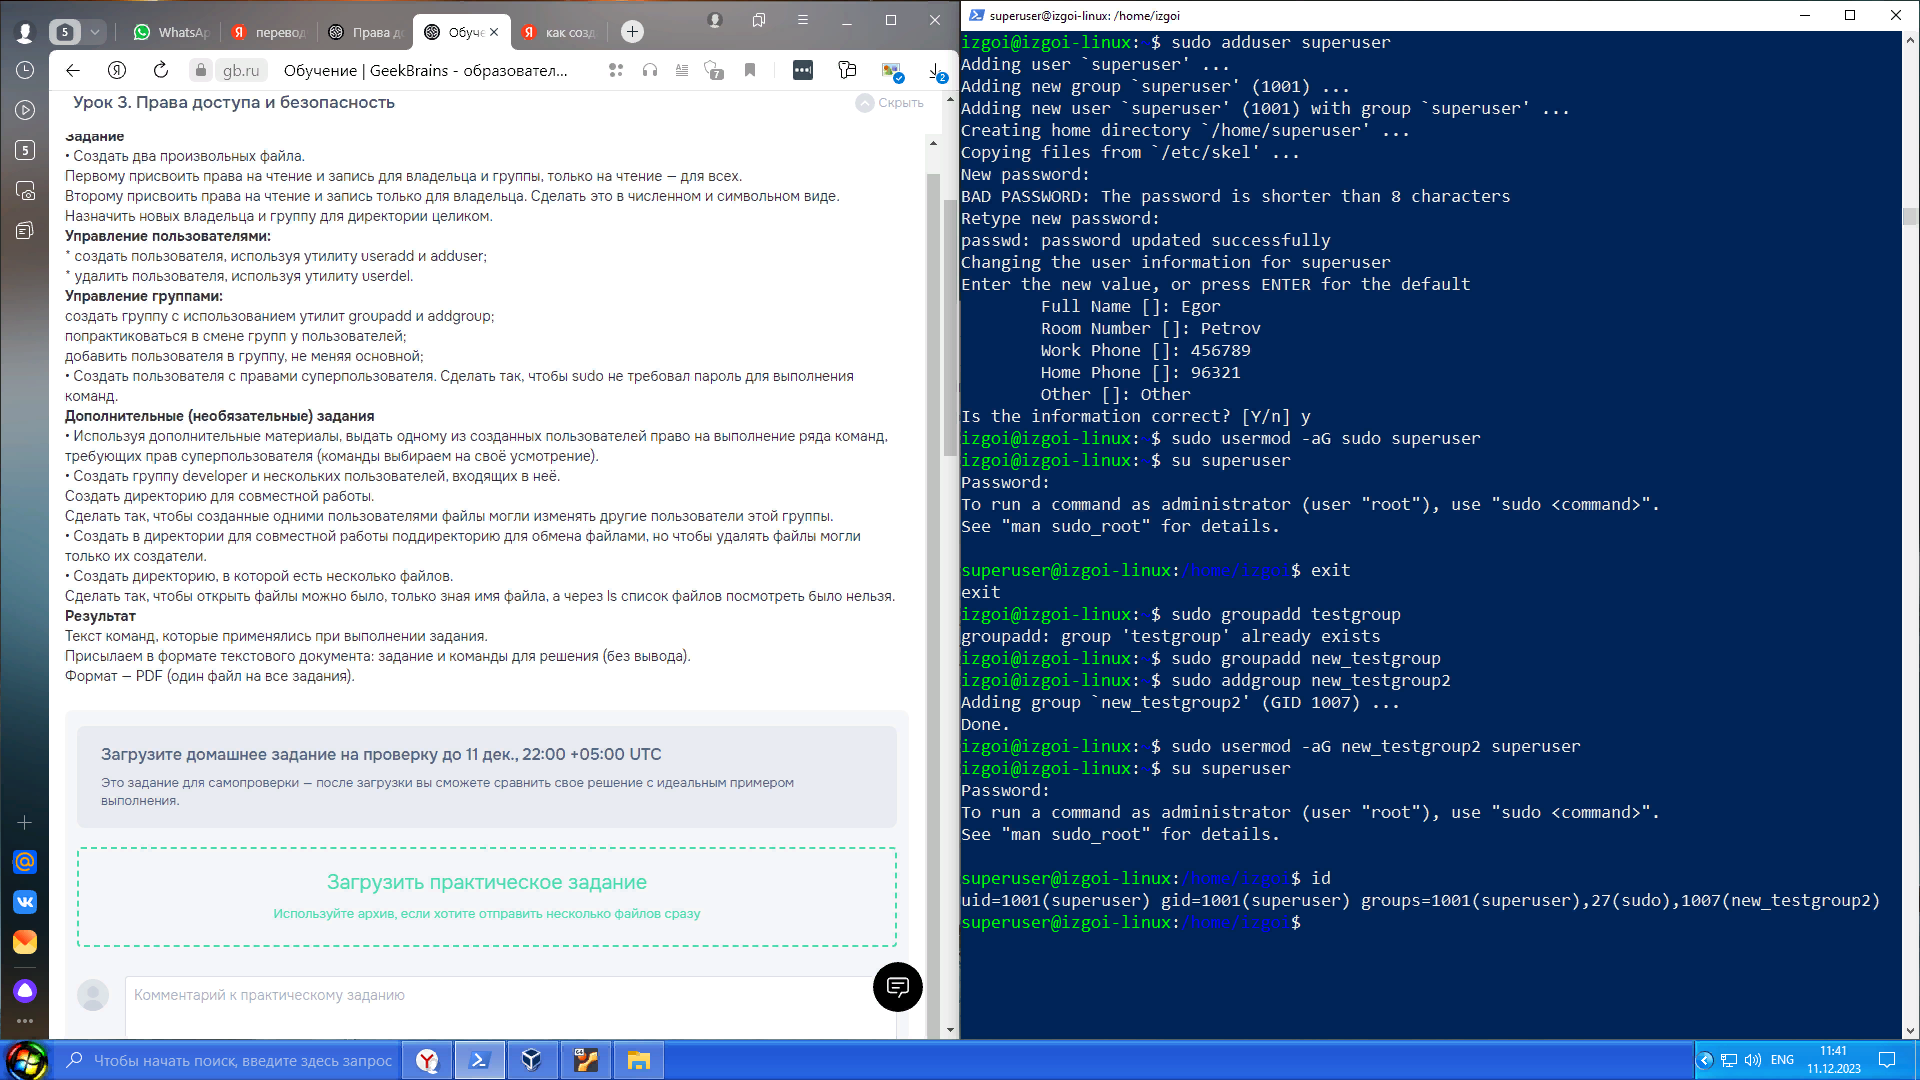 5
WhatsAp
перевод
Права до
Обуче
как созд
gb.ru
Обучение | GeekBrains - образовател...
7
2
5
Урок 3. Права доступа и безопасность
Скрыть
Задание
• Создать два произвольных файла.
Первому присвоить права на чтение и запись для владельца и группы, только на чтение — для всех.
Второму присвоить права на чтение и запись только для владельца. Сделать это в численном и символьном виде.
Назначить новых владельца и группу для директории целиком.
Управление пользователями:
* создать пользователя, используя утилиту useradd и adduser;
* удалить пользователя, используя утилиту userdel.
Управление группами:
создать группу с использованием утилит groupadd и addgroup;
попрактиковаться в смене групп у пользователей;
добавить пользователя в группу, не меняя основной;
• Создать пользователя с правами суперпользователя. Сделать так, чтобы sudo не требовал пароль для выполнения
команд.
Дополнительные (необязательные) задания
• Используя дополнительные материалы, выдать одному из созданных пользователей право на выполнение ряда команд,
требующих прав суперпользователя (команды выбираем на своё усмотрение).
• Создать группу developer и нескольких пользователей, входящих в неё.
Создать директорию для совместной работы.
Сделать так, чтобы созданные одними пользователями файлы могли изменять другие пользователи этой группы.
• Создать в директории для совместной работы поддиректорию для обмена файлами, но чтобы удалять файлы могли
только их создатели.
• Создать директорию, в которой есть несколько файлов.
Сделать так, чтобы открыть файлы можно было, только зная имя файла, а через ls список файлов посмотреть было нельзя.
Результат
Текст команд, которые применялись при выполнении задания.
Присылаем в формате текстового документа: задание и команды для решения (без вывода).
Формат — PDF (один файл на все задания).
Загрузите домашнее задание на проверку до 11 дек., 22:00 +05:00 UTC
Это задание для самопроверки — после загрузки вы сможете сравнить свое решение с идеальным примером
выполнения.
Загрузить практическое задание
Используйте архив, если хотите отправить несколько файлов сразу
Комментарий к практическому заданию
superuser@izgoi-linux: /home/izgoi
izgoi@izgoi-linux:~$ sudo adduser superuser
Adding user `superuser' ...
Adding new group `superuser' (1001) ...
Adding new user `superuser' (1001) with group `superuser' ...
Creating home directory `/home/superuser' ...
Copying files from `/etc/skel' ...
New password:
BAD PASSWORD: The password is shorter than 8 characters
Retype new password:
passwd: password updated successfully
Changing the user information for superuser
Enter the new value, or press ENTER for the default
Full Name []: Egor
Room Number []: Petrov
Work Phone []: 456789
Home Phone []: 96321
Other []: Other
Is the information correct? [Y/n] y
izgoi@izgoi-linux:~$ sudo usermod -aG sudo superuser
izgoi@izgoi-linux:~$ su superuser
Password:
To run a command as administrator (user "root"), use "sudo <command>".
See "man sudo_root" for details.
superuser@izgoi-linux:/home/izgoi$ exit
exit
izgoi@izgoi-linux:~$ sudo groupadd testgroup
groupadd: group 'testgroup' already exists
izgoi@izgoi-linux:~$ sudo groupadd new_testgroup
izgoi@izgoi-linux:~$ sudo addgroup new_testgroup2
Adding group `new_testgroup2' (GID 1007) ...
Done.
izgoi@izgoi-linux:~$ sudo usermod -aG new_testgroup2 superuser
izgoi@izgoi-linux:~$ su superuser
Password:
To run a command as administrator (user "root"), use "sudo <command>".
See "man sudo_root" for details.
superuser@izgoi-linux:/home/izgoi$ id
uid=1001(superuser) gid=1001(superuser) groups=1001(superuser),27(sudo),1007(new_testgroup2)
superuser@izgoi-linux:/home/izgoi$
Чтобы начать поиск, введите здесь запрос
64
ENG
11:41
11.12.2023